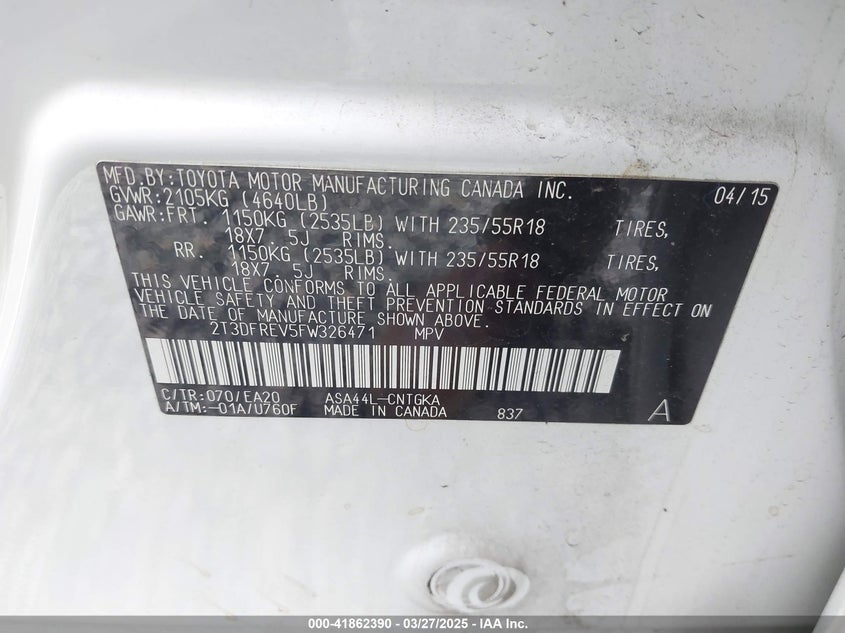 MFD.BY:TOYOTA MOTOR MANUFACTURING CANADA INC. 04/15
GVWR:2105KG (4640LB)
GAWR:FRT. 1150KG (2535LB) WITH 235/55R18 TIRES,
18X7. 5J RIMS.
RR. 1150KG (2535LB) WITH 235/55R18 TIRES,
18X7. 5J RIMS.
THIS VEHICLE CONFORMS TO ALL APPLICABLE FEDERAL MOTOR
VEHICLE SAFETY AND THEFT PREVENTION STANDARDS IN EFFECT ON
THE DATE OF MANUFACTURE SHOWN ABOVE.
2T3DFREV5FW326471 MPV
C/TR:070/EA20 ASA44L-CNTGKA
A/TM:-01A/U760F MADE IN CANADA 837 A
000-41862390 - 03/27/2025 - IAA Inc.